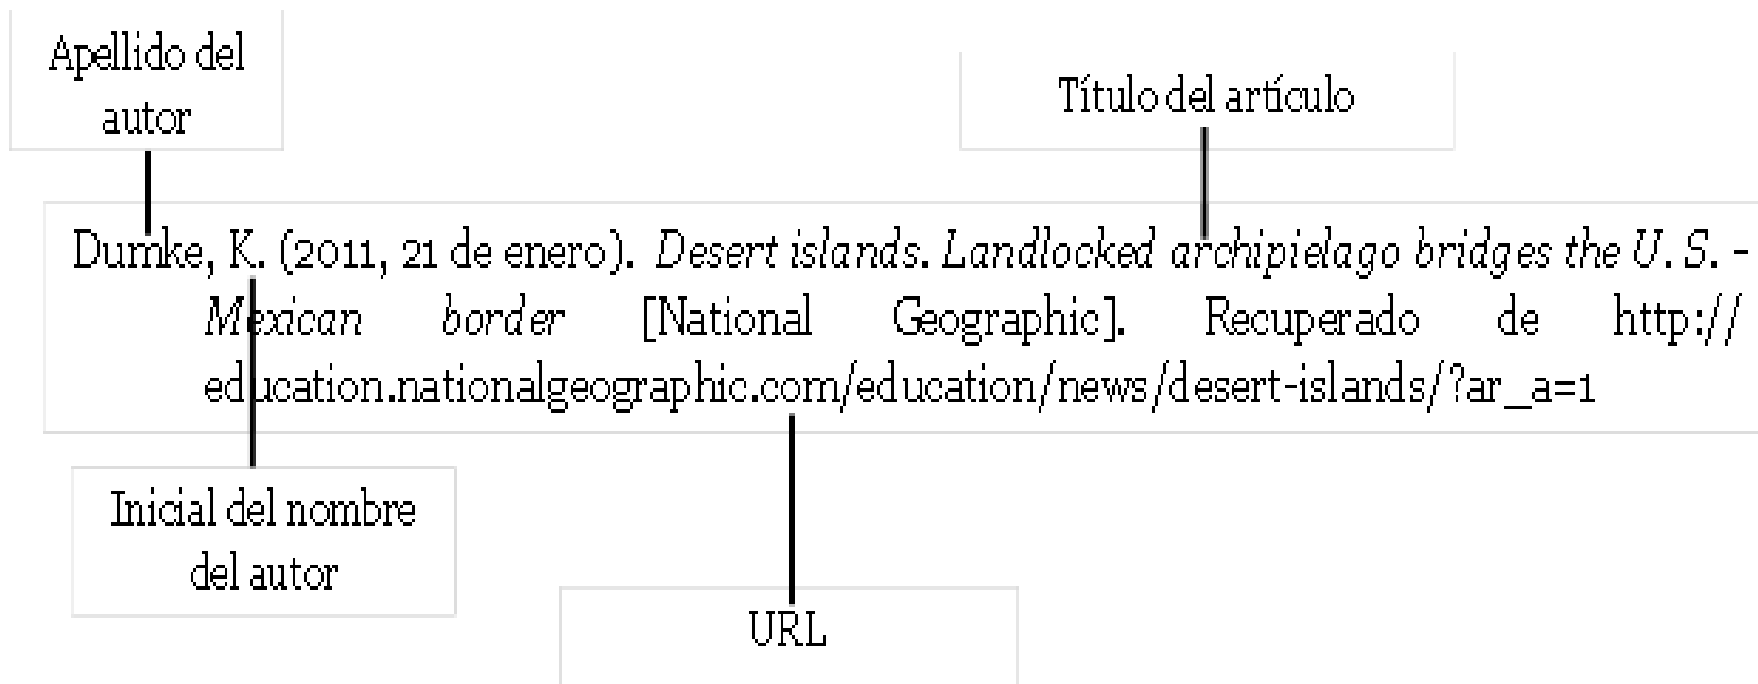 Apellido del
autor
Título del artículo
Dumke, K. (2011, 21 de enero). Desert islands. Landlocked archipielago bridges the U. S. -
Mexican border [National Geographic]. Recuperado de http://
education.nationalgeographic.com/education/news/desert-islands/?ar_a=1
Inicial del nombre
del autor
URL